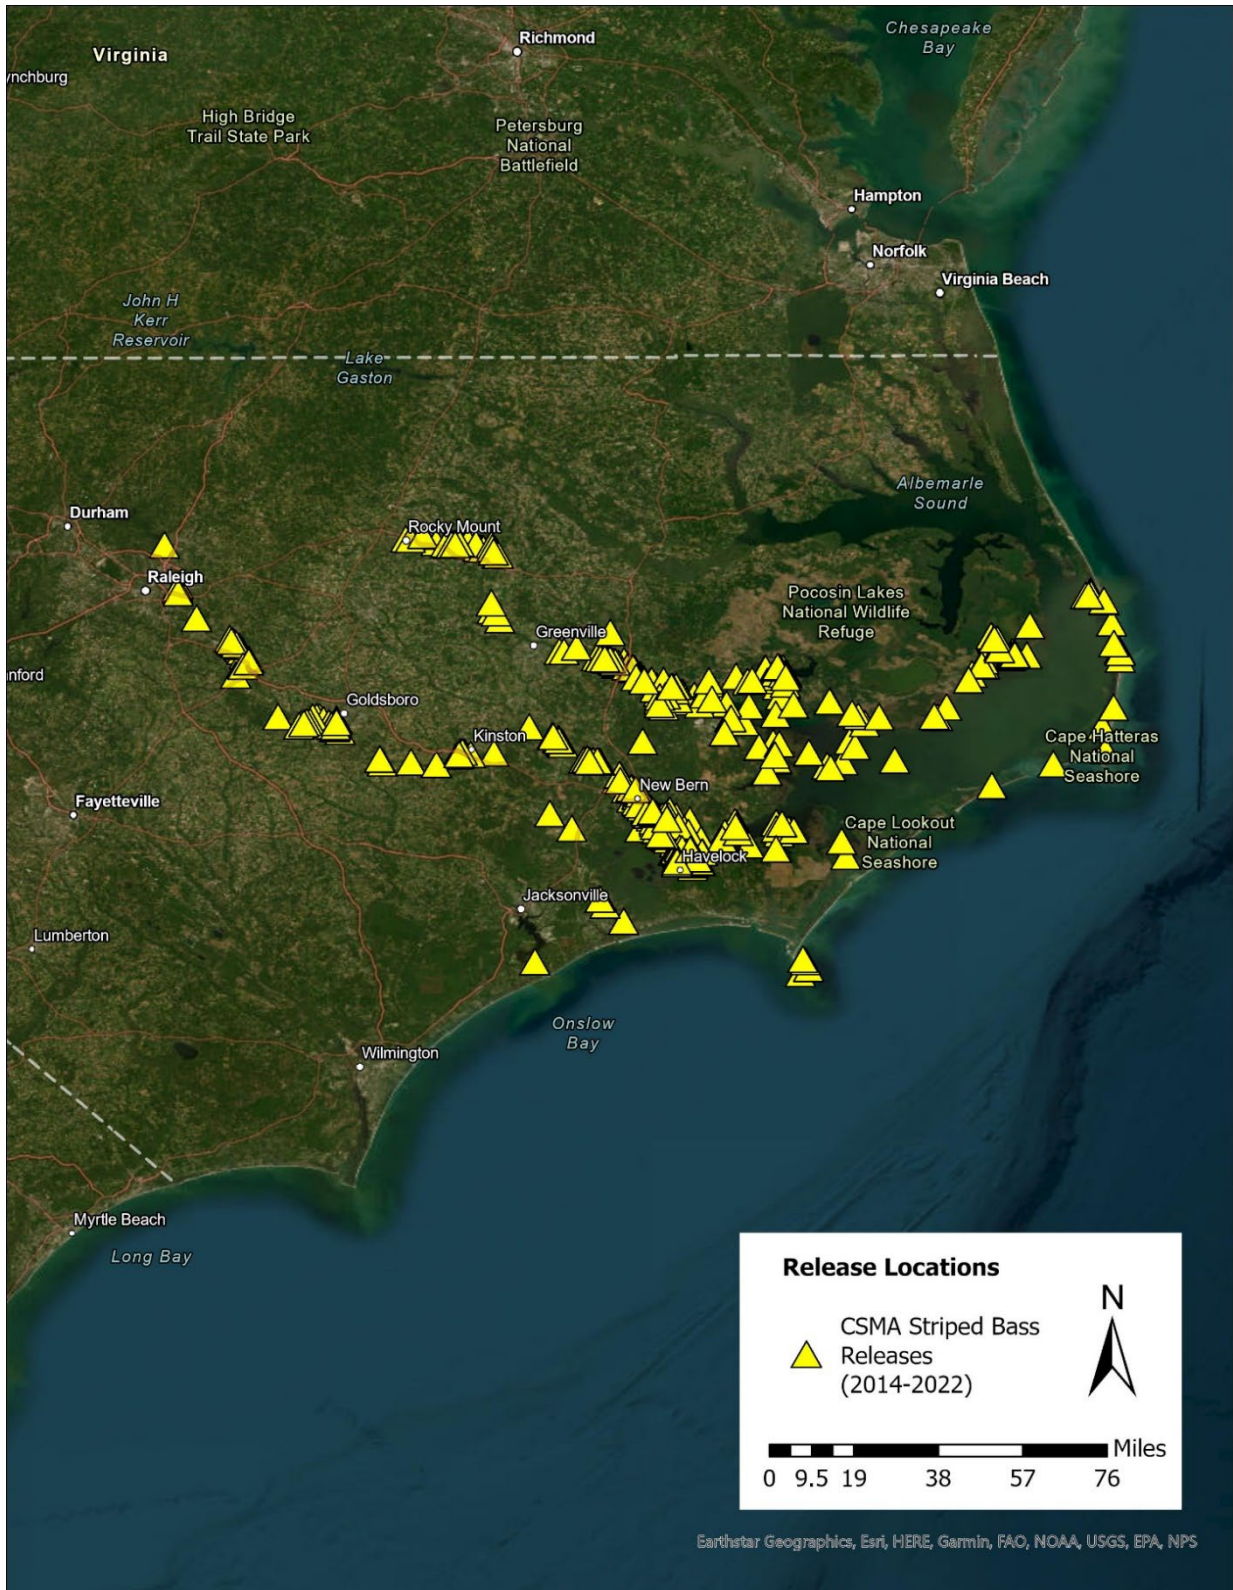 Richmond
Chesapeake
Bay
Virginia
ynchburg
High Bridge
Trail State Park
Petersburg
National
Battlefield
Hampton
Norfolk
Virginia Beach
John H
Kerr
Reservoir
Lake
Gaston
Albemarle
Sound
Durham
Rocky Mount
Raleigh
Pocosin Lakes
National Wildlife
Refuge
Greenville
nford
Goldsboro
Kinston
Cape Hatteras
National
Seashore
New Bern
Fayetteville
Cape Lookout
National
Seashore
Havelock
Jacksonville
Lumberton
Onslow
Bay
Wilmington
Myrtle Beach
Long Bay
Release Locations
CSMA Striped Bass
Releases
(2014-2022)
N
Miles
0 9.5 19 38 57 76
Earthstar Geographics, Esri, HERE, Garmin, FAO, NOAA, USGS, EPA, NPS